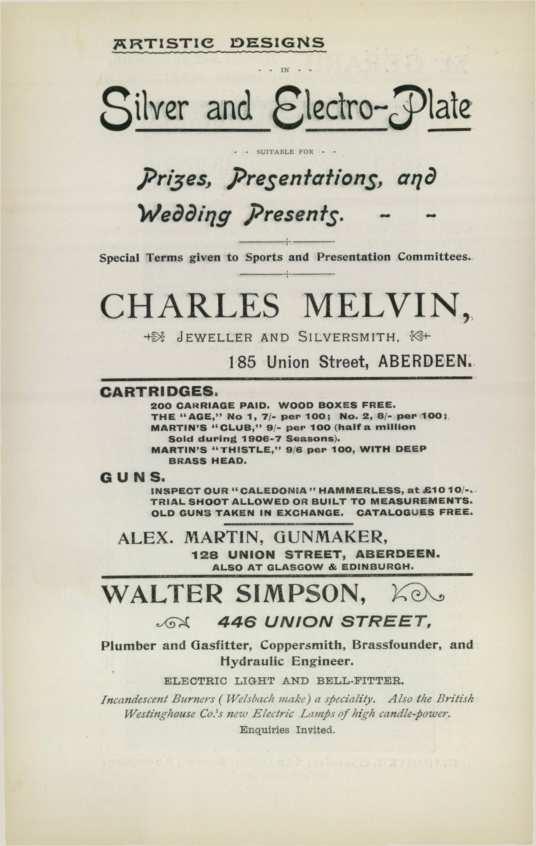 ARTISTIC DESIGNS
- - IN - -
Silver and Electro-Plate
- - SUITABLE FOR - -
Prizes, Presentations, and
Wedding Presents. - -
Special Terms given to Sports and Presentation Committees.
CHARLES MELVIN,
JEWELLER AND SILVERSMITH,
185 Union Street, ABERDEEN.
CARTRIDGES.
200 CARRIAGE PAID. WOOD BOXES FREE.
THE "AGE," No 1, 7/- per 100; No. 2, 8/- per 100;
MARTIN'S "CLUB," 9/- per 100 (half a million
Sold during 1906-7 Seasons).
MARTIN'S "THISTLE," 9/6 per 100, WITH DEEP
BRASS HEAD.
GUNS.
INSPECT OUR "CALEDONIA" HAMMERLESS, at £10 10/-.
TRIAL SHOOT ALLOWED OR BUILT TO MEASUREMENTS.
OLD GUNS TAKEN IN EXCHANGE. CATALOGUES FREE.
ALEX. MARTIN, GUNMAKER,
128 UNION STREET, ABERDEEN.
ALSO AT GLASGOW & EDINBURGH.
WALTER SIMPSON,
446 UNION STREET,
Plumber and Gasfitter, Coppersmith, Brassfounder, and
Hydraulic Engineer.
ELECTRIC LIGHT AND BELL-FITTER.
Incandescent Burners (Welsbach make) a speciality. Also the British
Westinghouse Co.'s new Electric Lamps of high candle-power.
Enquiries Invited.